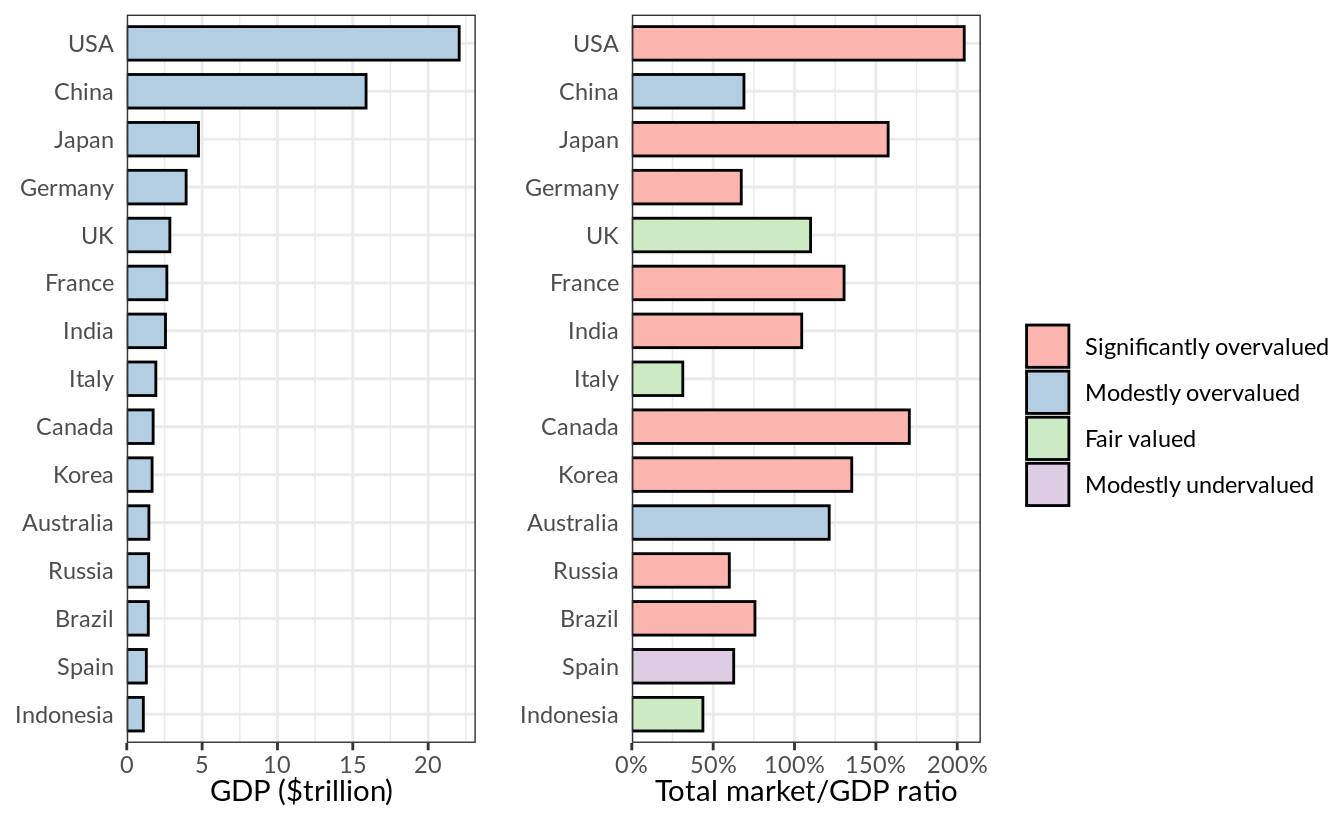 USA
China
Japan
Germany
UK
France
India
Italy
Canada
Korea
Australia
Russia
Brazil
Spain
Indonesia
0 5 10 15 20
GDP ($trillion)
USA
China
Japan
Germany
UK
France
India
Italy
Canada
Korea
Australia
Russia
Brazil
Spain
Indonesia
0% 50% 100% 150% 200%
Total market/GDP ratio
Significantly overvalued
Modestly overvalued
Fair valued
Modestly undervalued